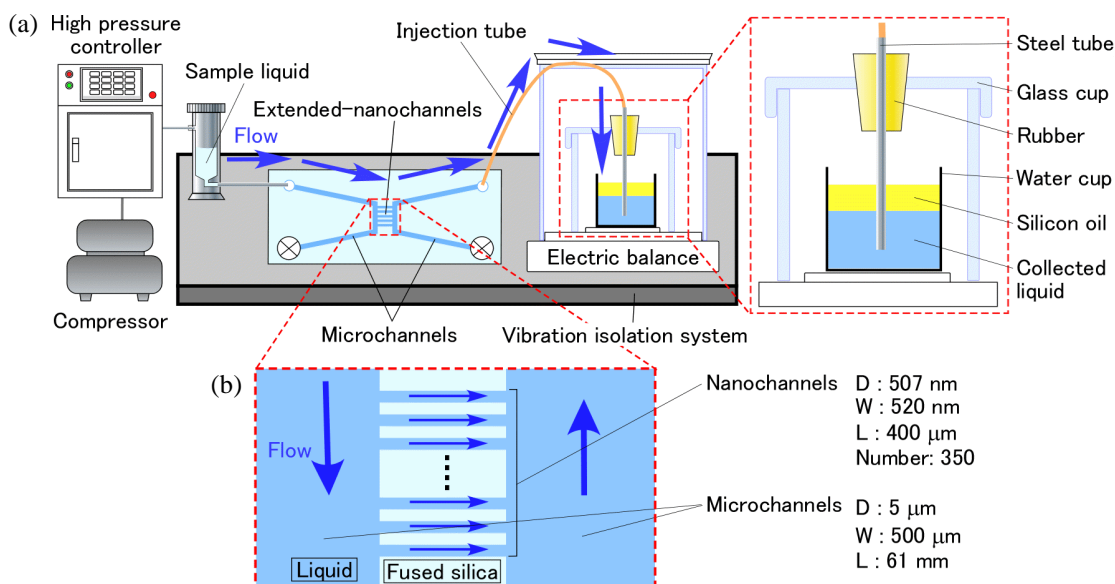 (a)
High pressure
controller
Sample liquid
Flow
Extended-nanochannels
Injection tube
Electric balance
Compressor
Microchannels
Vibration isolation system
Steel tube
Glass cup
Rubber
Water cup
Silicon oil
Collected
liquid
(b)
Flow
Liquid
Fused silica
Nanochannels
D : 507 nm
W : 520 nm
L : 400 μm
Number: 350
Microchannels
D : 5 μm
W : 500 μm
L : 61 mm